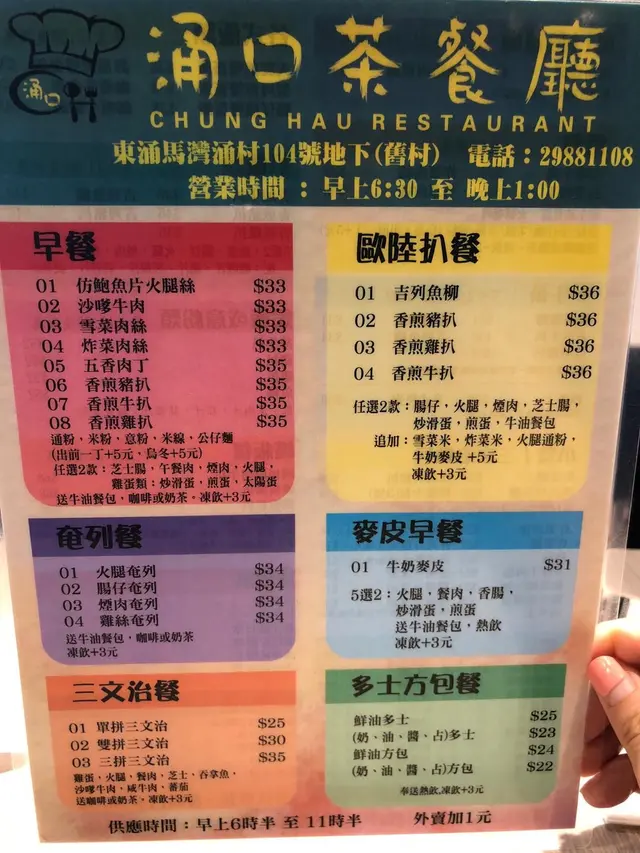 涌口
涌口茶餐廳
CHUNG HAU RESTAURANT
東涌馬灣涌村104號地下(舊村) 電話：29881108
營業時間：早上6:30 至 晚上1:00
早餐
01 仿鮑魚片火腿絲 $33
02 沙嗲牛肉 $33
03 雪菜肉絲 $33
04 炸菜肉絲 $33
05 五香肉丁 $35
06 香煎豬扒 $35
07 香煎牛扒 $35
08 香煎雞扒 $35
通粉，米粉，意粉，米線，公仔麵
(出前一丁+5元，烏冬+5元)
任選2款：芝士腸，午餐肉，煙肉，火腿，
雞蛋類：炒滑蛋，煎蛋，太陽蛋
送牛油餐包，咖啡或奶茶。凍飲+3元
歐陸扒餐
01 吉列魚柳 $36
02 香煎豬扒 $36
03 香煎雞扒 $36
04 香煎牛扒 $36
任選2款：腸仔，火腿，煙肉，芝士腸，
炒滑蛋，煎蛋，牛油餐包
追加：雪菜米，炸菜米，火腿通粉，
牛奶麥皮 +5元
凍飲+3元
奄列餐
01 火腿奄列 $34
02 腸仔奄列 $34
03 煙肉奄列 $34
04 雞絲奄列 $34
送牛油餐包，咖啡或奶茶
凍飲+3元
麥皮早餐
01 牛奶麥皮 $31
5選2：火腿，餐肉，香腸，
炒滑蛋，煎蛋
送牛油餐包，熱飲
凍飲+3元
三文治餐
01 單拼三文治 $25
02 雙拼三文治 $30
03 三拼三文治 $35
雞蛋，火腿，餐肉，芝士，吞拿魚，
沙嗲牛肉，咸牛肉，蕃茄
送咖啡或奶茶。凍飲+3元
多士方包餐
鮮油多士 $25
(奶、油、醬、占)多士 $23
鮮油方包 $24
(奶、油、醬、占)方包 $22
奉送熱飲，凍飲+3元
供應時間：早上6時半 至 11時半 外賣加1元